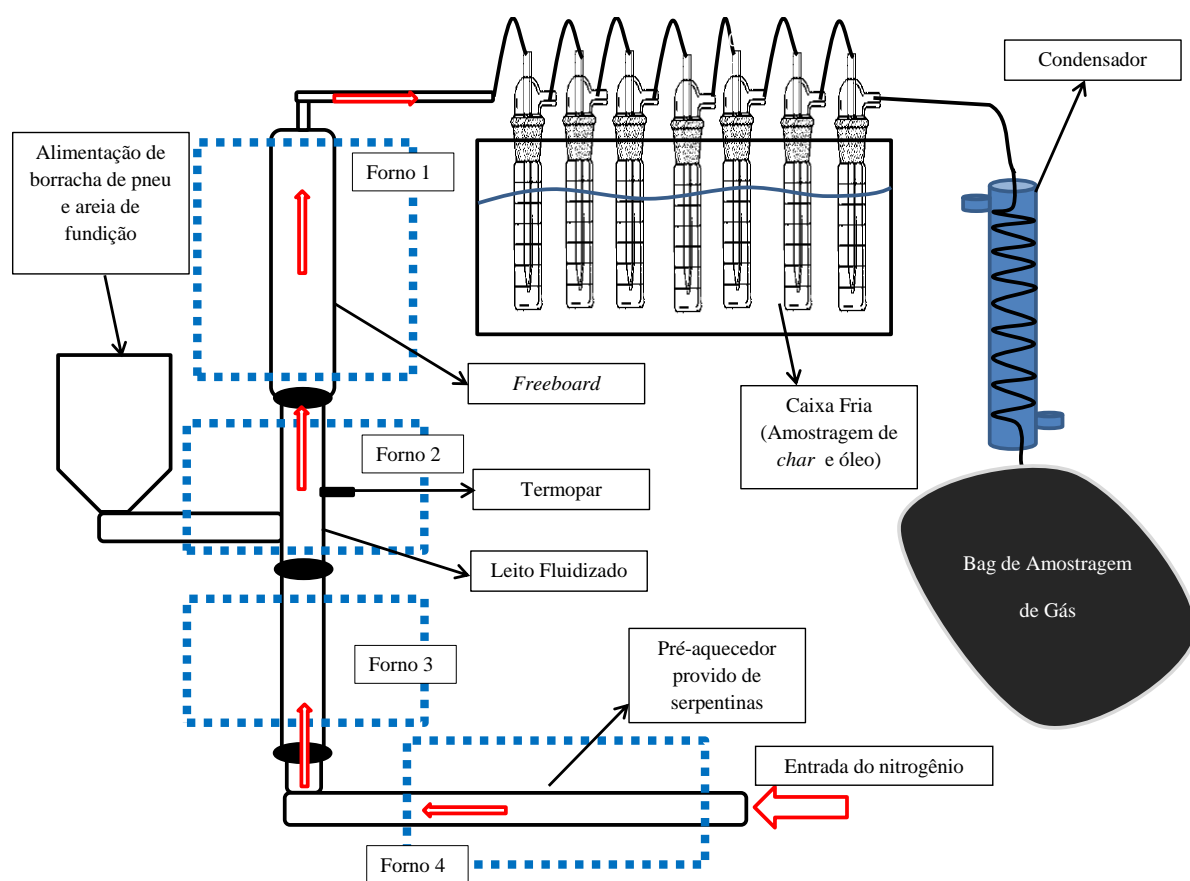 Condensador
Alimentação de
borracha de pneu
e areia de
fundição
Forno 1
Freeboard
Caixa Fria
(Amostragem de
char e óleo)
Forno 2
Termopar
Leito Fluidizado
Bag de Amostragem
de Gás
Forno 3
Pré-aquecedor
provido de
serpentinas
Entrada do nitrogênio
Forno 4